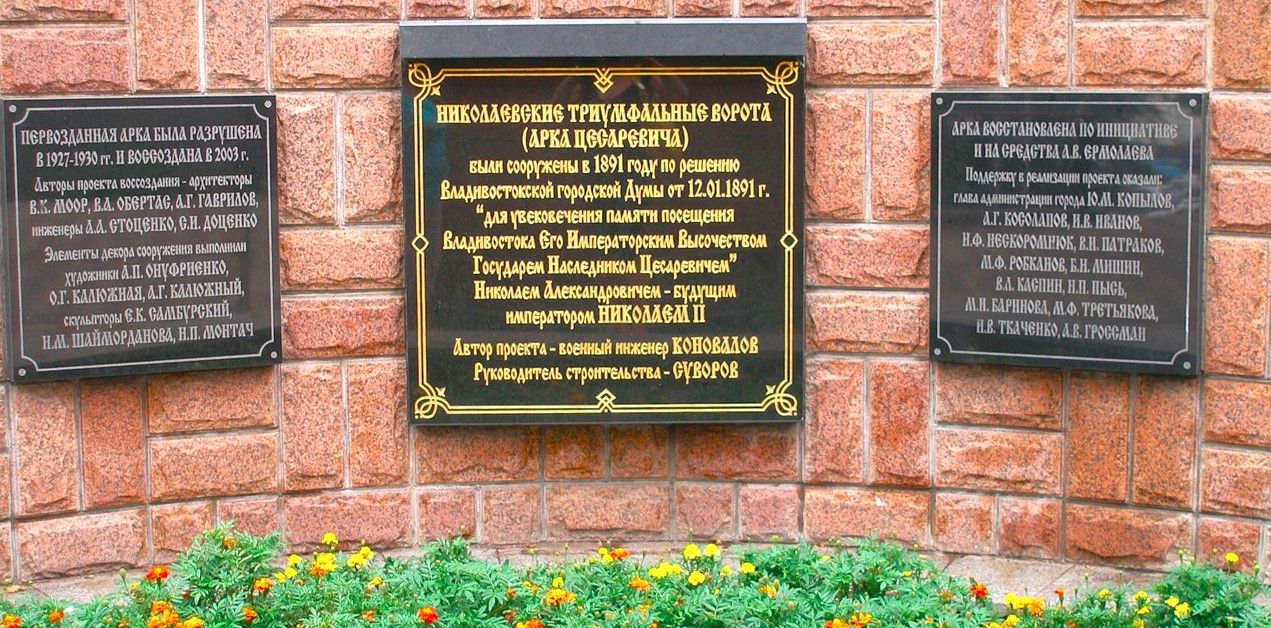 ПЕРВОЗДАННАЯ АРКА БЫЛА РАЗРУШЕНА
В 1927-1930 ГГ. И ВОССОЗДАНА В 2003 Г.
Авторы проекта воссоздания - архитекторы
В.К. МООР, В.А. ОБЕРТАС, А.Г. ГАВРИЛОВ,
инженеры А.А. СТОЦЕНКО, С.И. ДОЦЕНКО
Элементы декора сооружения выполнили
художники А.П. ОНУФРИЕНКО,
О.Г. КАЛЮЖНАЯ, А.Г. КАЛЮЖНЫЙ,
скульпторы Е.К. САМБУРСКИЙ,
Н.М. ШАЙМОРДАНОВА, Н.П. МОНТАЧ
НИКОЛАЕВСКИЕ ТРИУМФАЛЬНЫЕ ВОРОТА
(АРКА ЦЕСАРЕВИЧА)
были сооружены в 1891 году по решению
Владивостокской городской Думы от 12.01.1891 г.
"для увековечения памяти посещения
Владивостока Его Императорским Высочеством
Государем Наследником Цесаревичем"
Николаем Александровичем - будущим
императором НИКОЛАЕМ II
Автор проекта - военный инженер КОНОВАЛОВ
Руководитель строительства - СУВОРОВ
АРКА ВОССТАНОВЛЕНА ПО ИНИЦИАТИВЕ
И НА СРЕДСТВА А.В. ЕРМОЛАЕВА
Поддержку в реализации проекта оказали:
глава администрации города Ю.М. КОПЫЛОВ,
А.Г. КОСОЛАПОВ, Н.В. ИВАНОВ,
Н.Ф. НЕСКОРОМНЮК, В.Н. ПАТРАКОВ,
М.Ф. РОБКАНОВ, Б.Н. МИШИН,
В.Л. КАСПИН, Н.П. ПЫСЬ,
М.Н. БАРИНОВА, М.Ф. ТРЕТЬЯКОВА,
И.В. ТКАЧЕНКО, А.В. ГРОССМАН